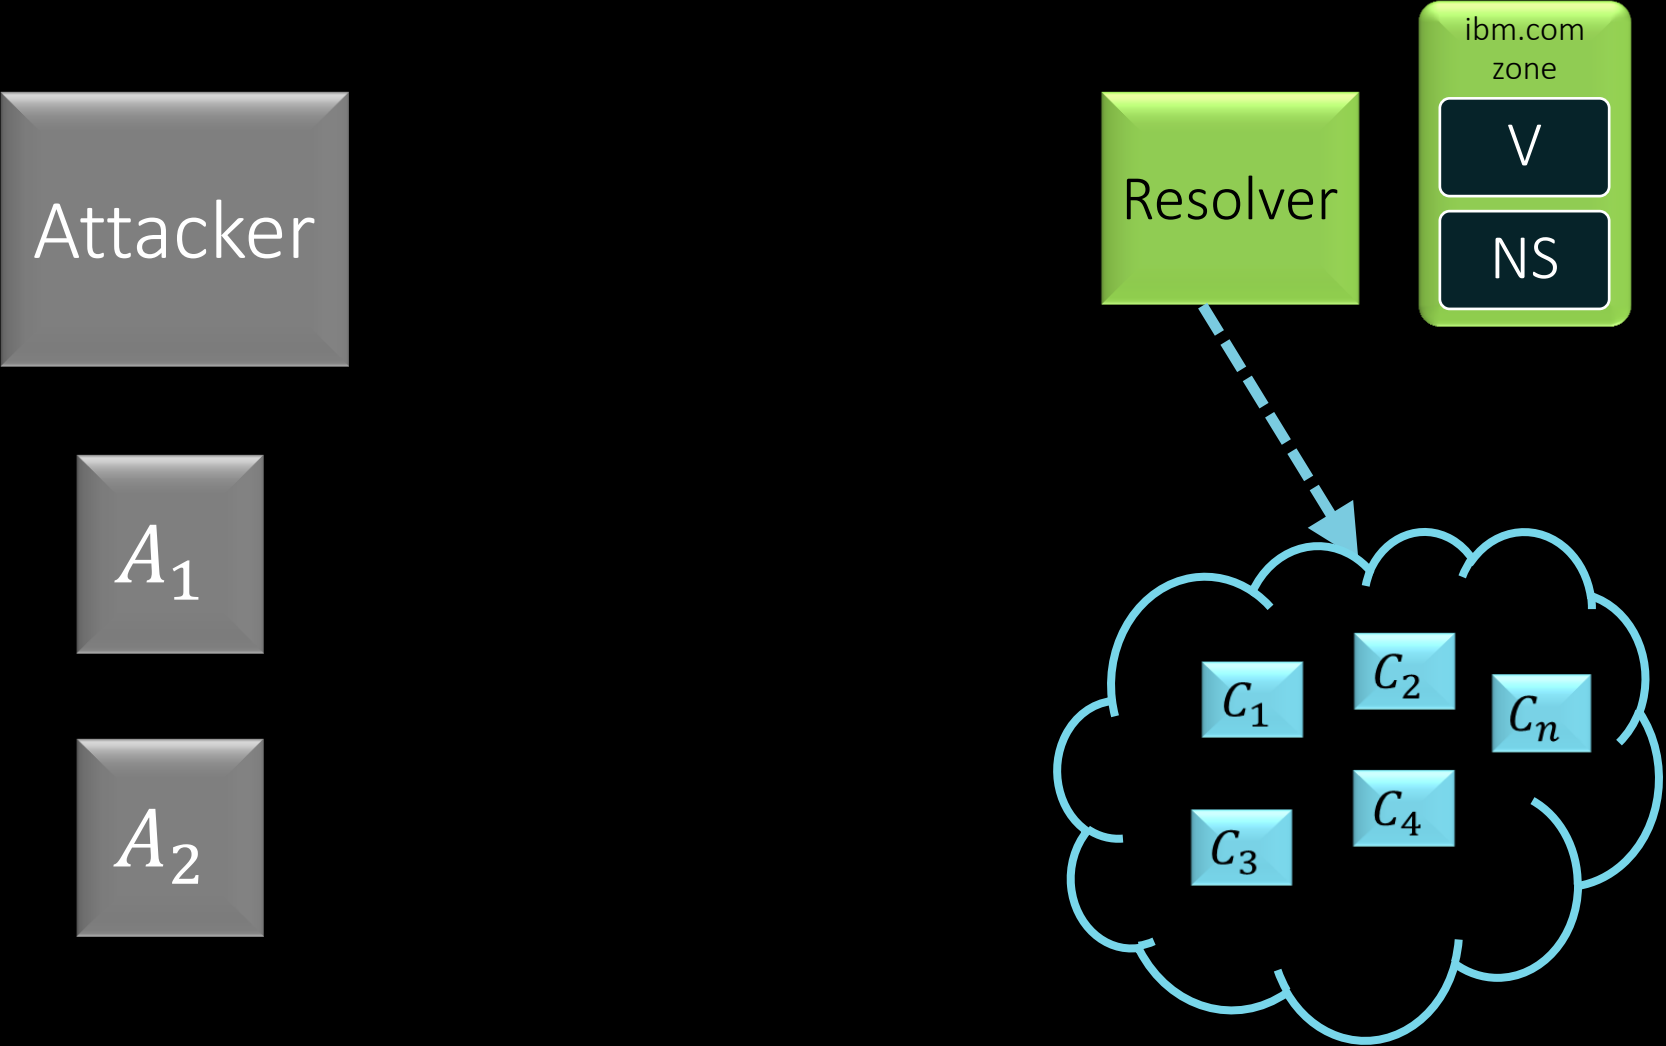 ibm.com
zone
V
NS
Attacker
Resolver
A₁
A₂
C₁
C₂
Cₙ
C₃
C₄